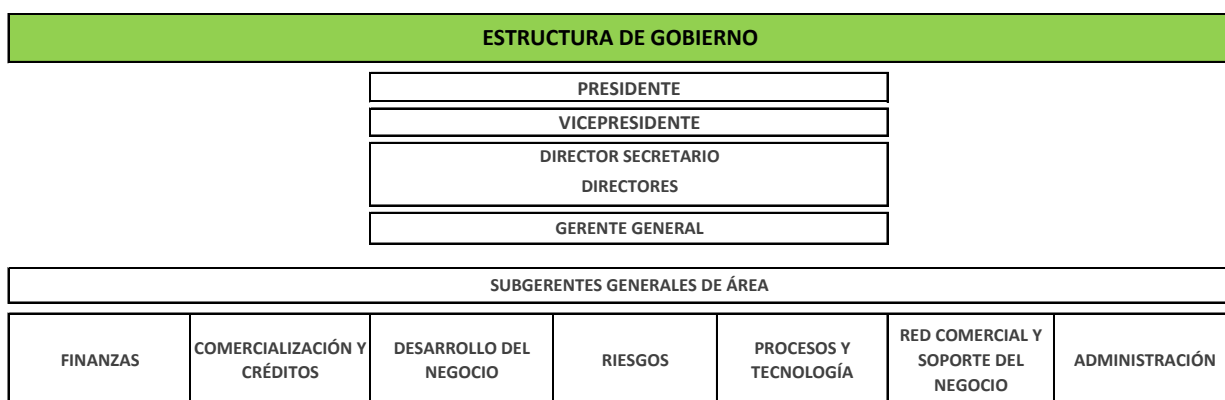 ESTRUCTURA DE GOBIERNO
PRESIDENTE
VICEPRESIDENTE
DIRECTOR SECRETARIO
DIRECTORES
GERENTE GENERAL
SUBGERENTES GENERALES DE ÁREA
FINANZAS
COMERCIALIZACIÓN Y
CRÉDITOS
DESARROLLO DEL
NEGOCIO
RIESGOS
PROCESOS Y
TECNOLOGÍA
RED COMERCIAL Y
SOPORTE DEL
NEGOCIO
ADMINISTRACIÓN